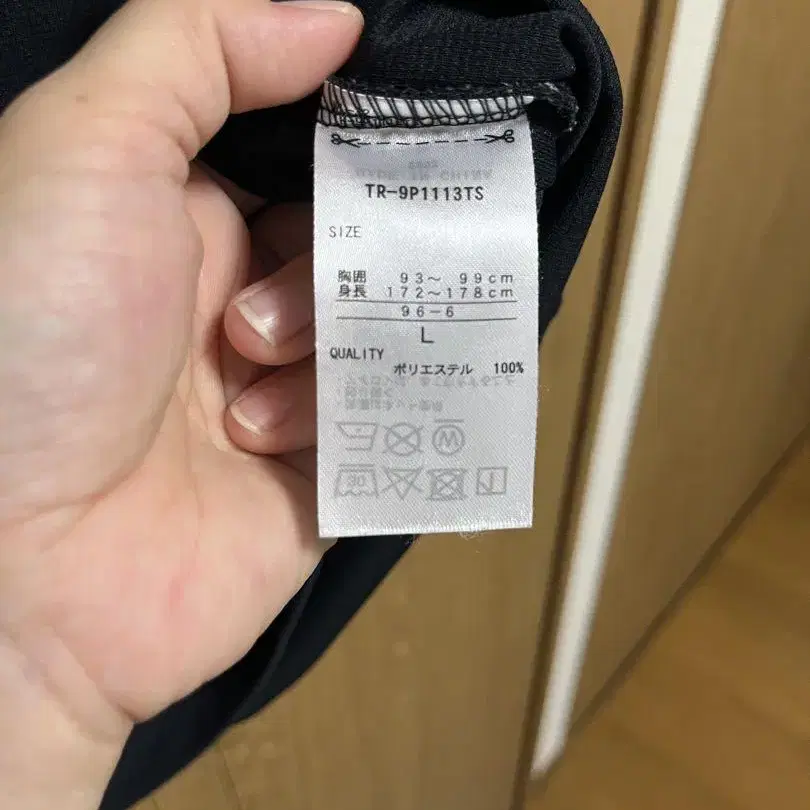 TR-9P1113TS
SIZE
胸囲 93～ 99cm
身長 172～178cm
96-6
L
QUALITY
ポリエステル 100%